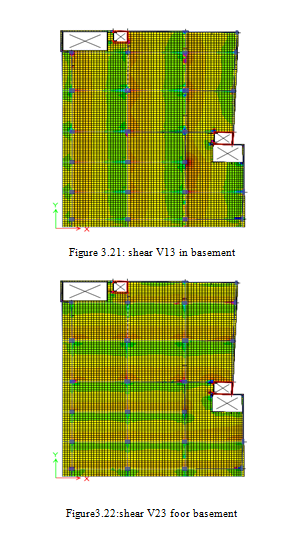 Y
X
Figure 3.21: shear V13 in basement
Y
X
Figure3.22:shear V23 foor basement